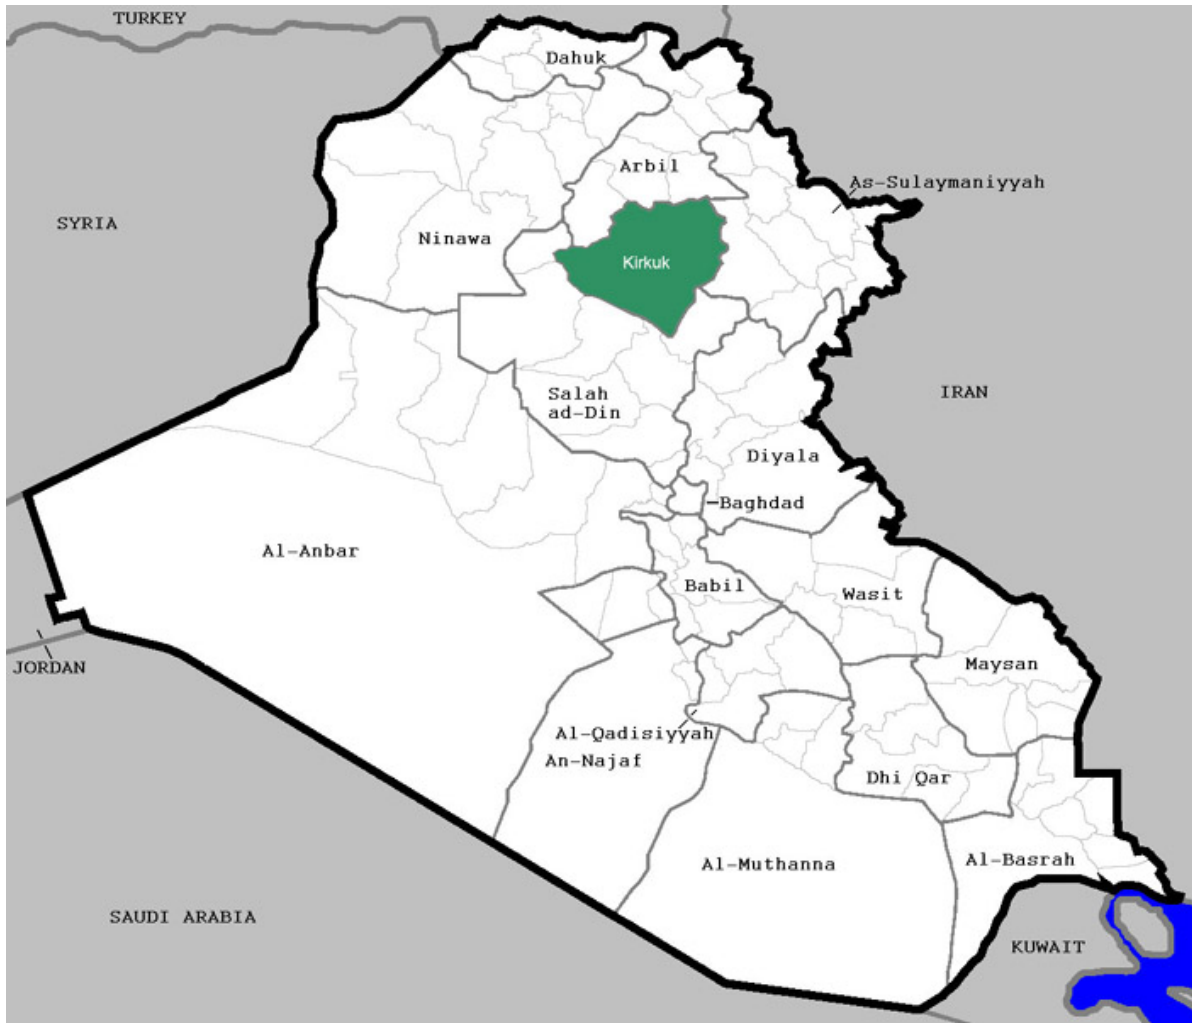 TURKEY
Dahuk
Arbil
As-Sulaymaniyyah
SYRIA
Ninawa
Kirkuk
IRAN
Salah
ad-Din
Diyala
Baghdad
Al-Anbar
Babil
Wasit
JORDAN
Maysan
Al-Qadisiyyah
An-Najaf
Dhi Qar
Al-Muthanna
Al-Basrah
SAUDI ARABIA
KUWAIT